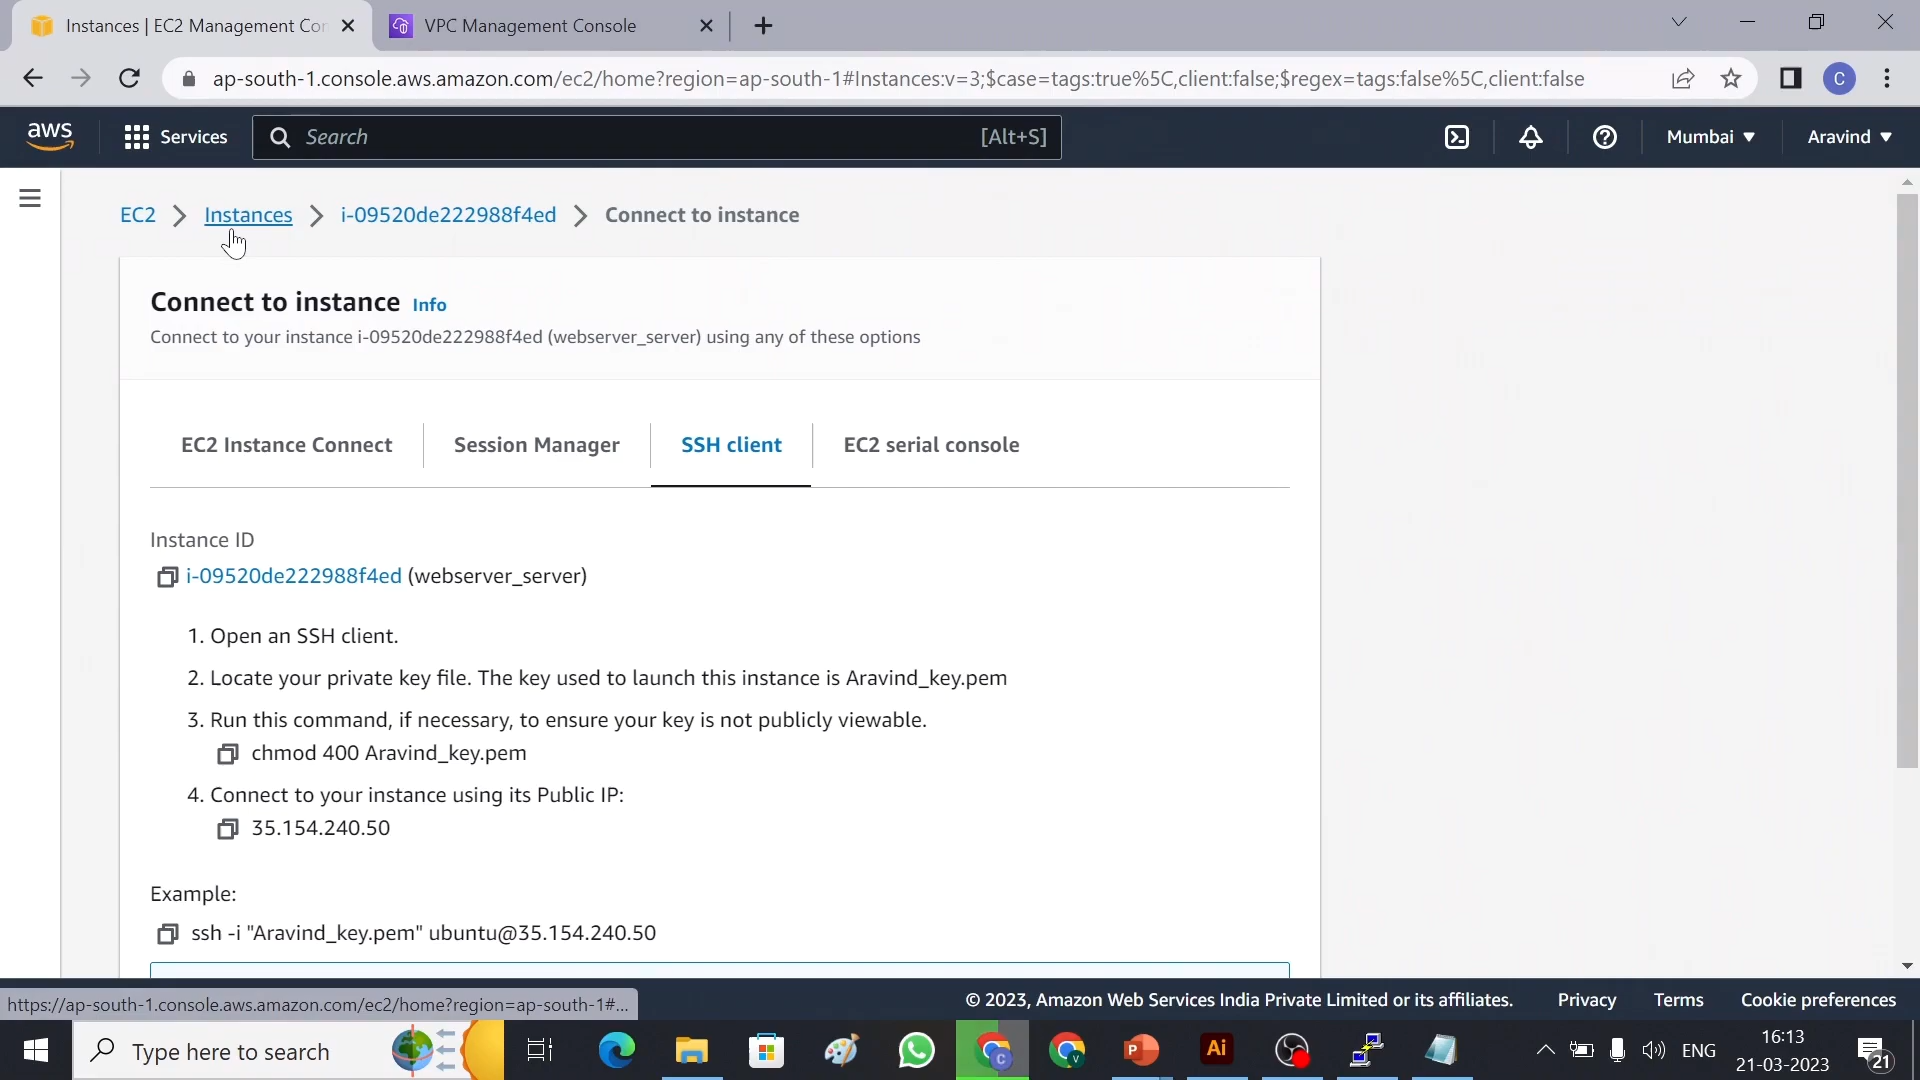 Instances | EC2 Management Con
VPC Management Console
ap-south-1.console.aws.amazon.com/ec2/home?region=ap-south-1#Instances:v=3;$case=tags:true%5C,client:false;$regex=tags:false%5C,client:false
C
aws
Services
Search
[Alt+S]
Mumbai
Aravind
EC2 > Instances > i-09520de222988f4ed > Connect to instance
Connect to instance Info
Connect to your instance i-09520de222988f4ed (webserver_server) using any of these options
EC2 Instance Connect
Session Manager
SSH client
EC2 serial console
Instance ID
i-09520de222988f4ed (webserver_server)
1. Open an SSH client.
2. Locate your private key file. The key used to launch this instance is Aravind_key.pem
3. Run this command, if necessary, to ensure your key is not publicly viewable.
chmod 400 Aravind_key.pem
4. Connect to your instance using its Public IP:
35.154.240.50
Example:
ssh -i "Aravind_key.pem" ubuntu@35.154.240.50
https://ap-south-1.console.aws.amazon.com/ec2/home?region=ap-south-1#...
© 2023, Amazon Web Services India Private Limited or its affiliates.
Privacy
Terms
Cookie preferences
Type here to search
C
V
P
Ai
ENG
16:13
21-03-2023
21